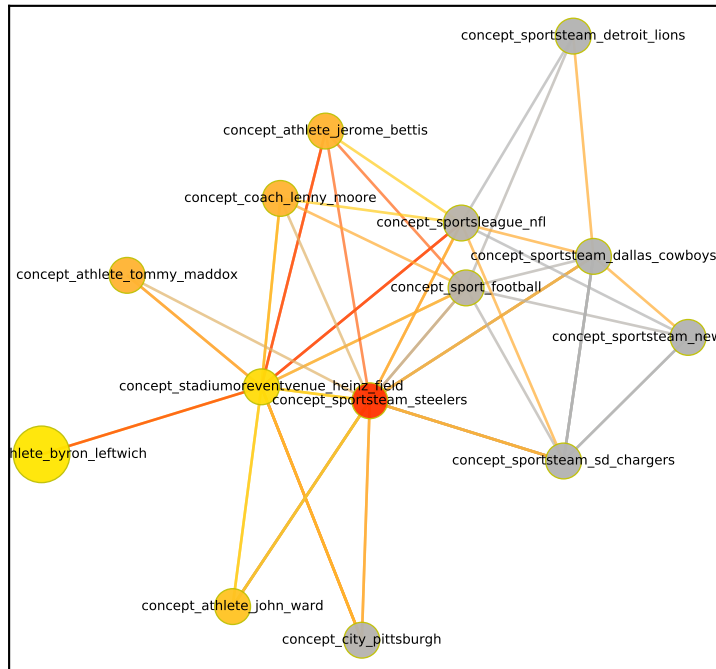 concept_sportsteam_detroit_lions
concept_athlete_jerome_bettis
concept_coach_lenny_moore
concept_sportsleague_nfl
concept_sportsteam_dallas_cowboys
concept_athlete_tommy_maddox
concept_sport_football
concept_sportsteam_new
concept_stadiumoreventvenue_heinz_field
concept_sportsteam_steelers
hlete_byron_leftwich
concept_sportsteam_sd_chargers
concept_athlete_john_ward
concept_city_pittsburgh